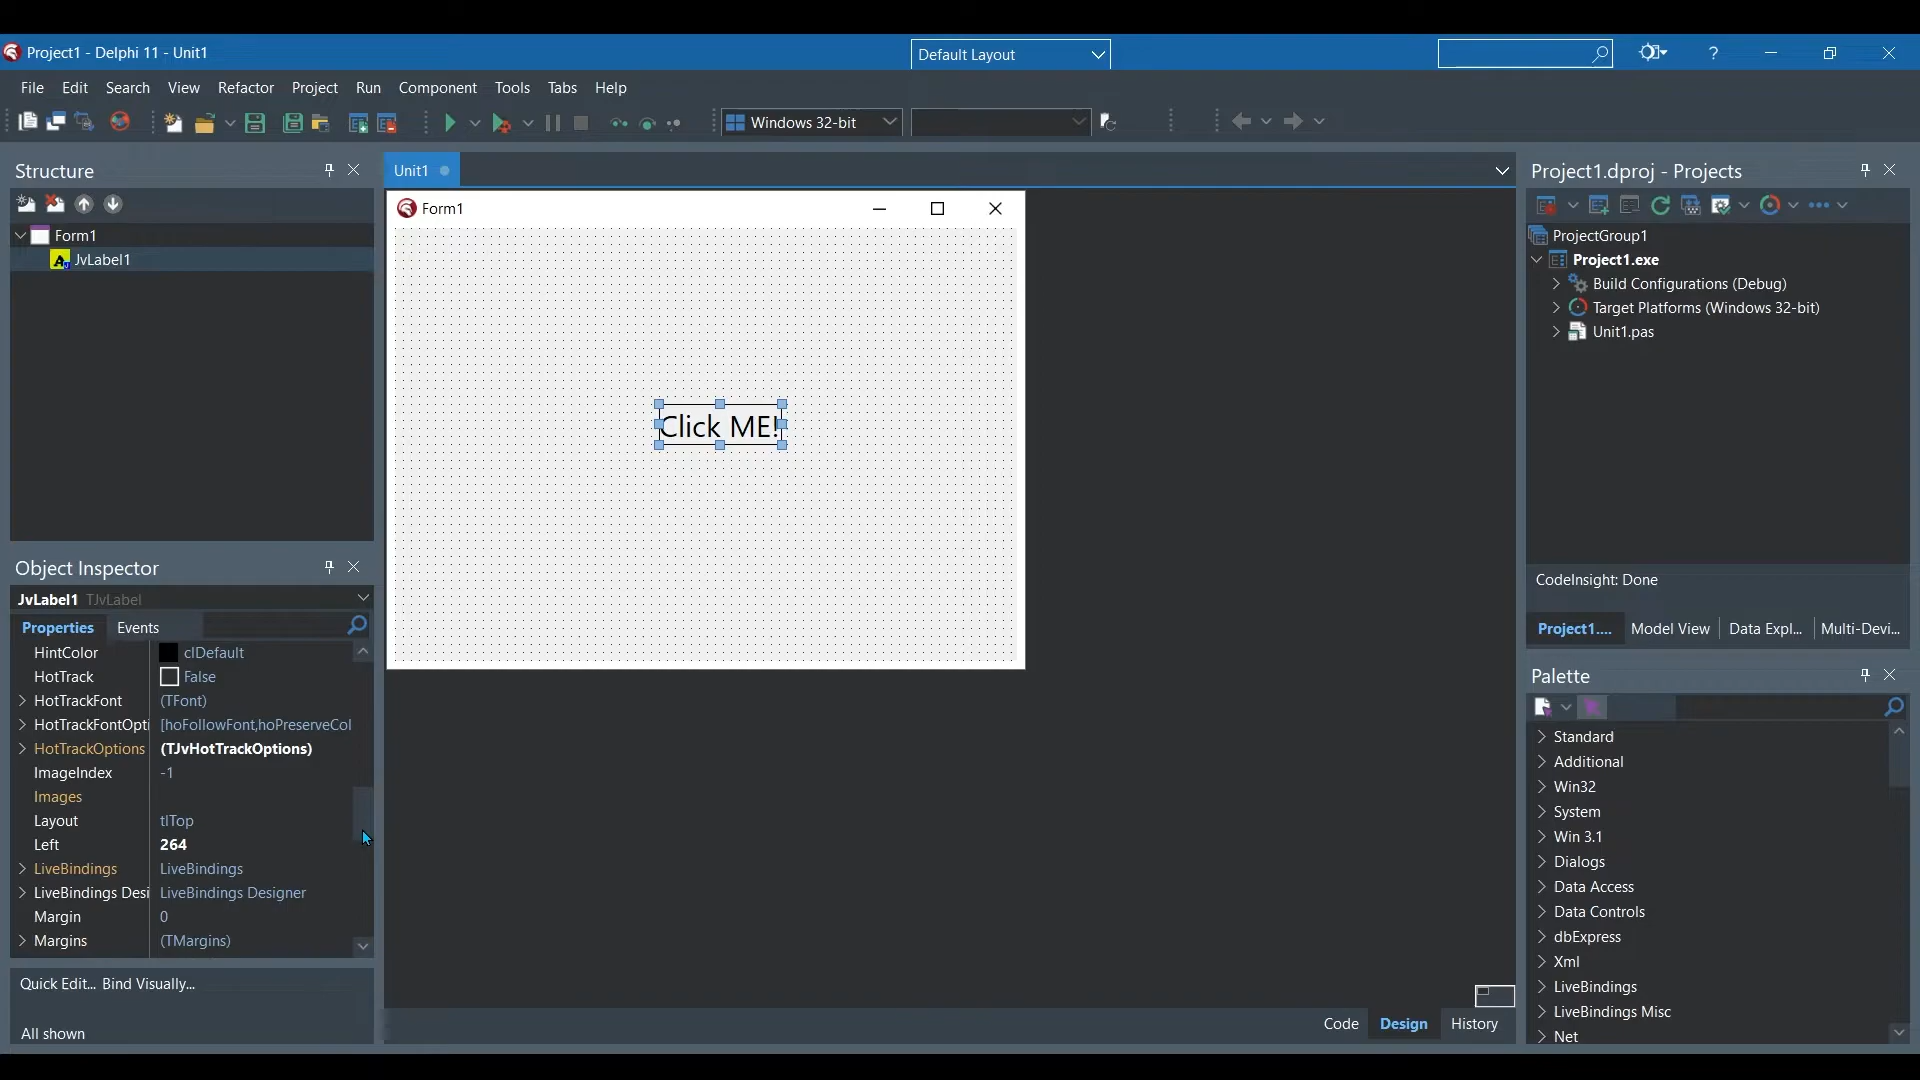 Project1 - Delphi 11 - Unit1
Default Layout
?
File Edit Search View Refactor Project Run Component Tools Tabs Help
Windows 32-bit
Structure
Form1
JvLabel1
Object Inspector
JvLabel1 TJvLabel
Properties Events
HintColor clDefault
HotTrack False
HotTrackFont (TFont)
HotTrackFontOpti [hoFollowFont,hoPreserveCol
HotTrackOptions (TJvHotTrackOptions)
ImageIndex -1
Images
Layout tlTop
Left 264
LiveBindings LiveBindings
LiveBindings Desi LiveBindings Designer
Margin 0
Margins (TMargins)
Quick Edit... Bind Visually...
All shown
Unit1
Form1
Click ME!
Code Design History
Project1.dproj - Projects
ProjectGroup1
Project1.exe
Build Configurations (Debug)
Target Platforms (Windows 32-bit)
Unit1.pas
CodeInsight: Done
Project1.... Model View Data Expl... Multi-Devi...
Palette
Standard
Additional
Win32
System
Win 3.1
Dialogs
Data Access
Data Controls
dbExpress
Xml
LiveBindings
LiveBindings Misc
Net